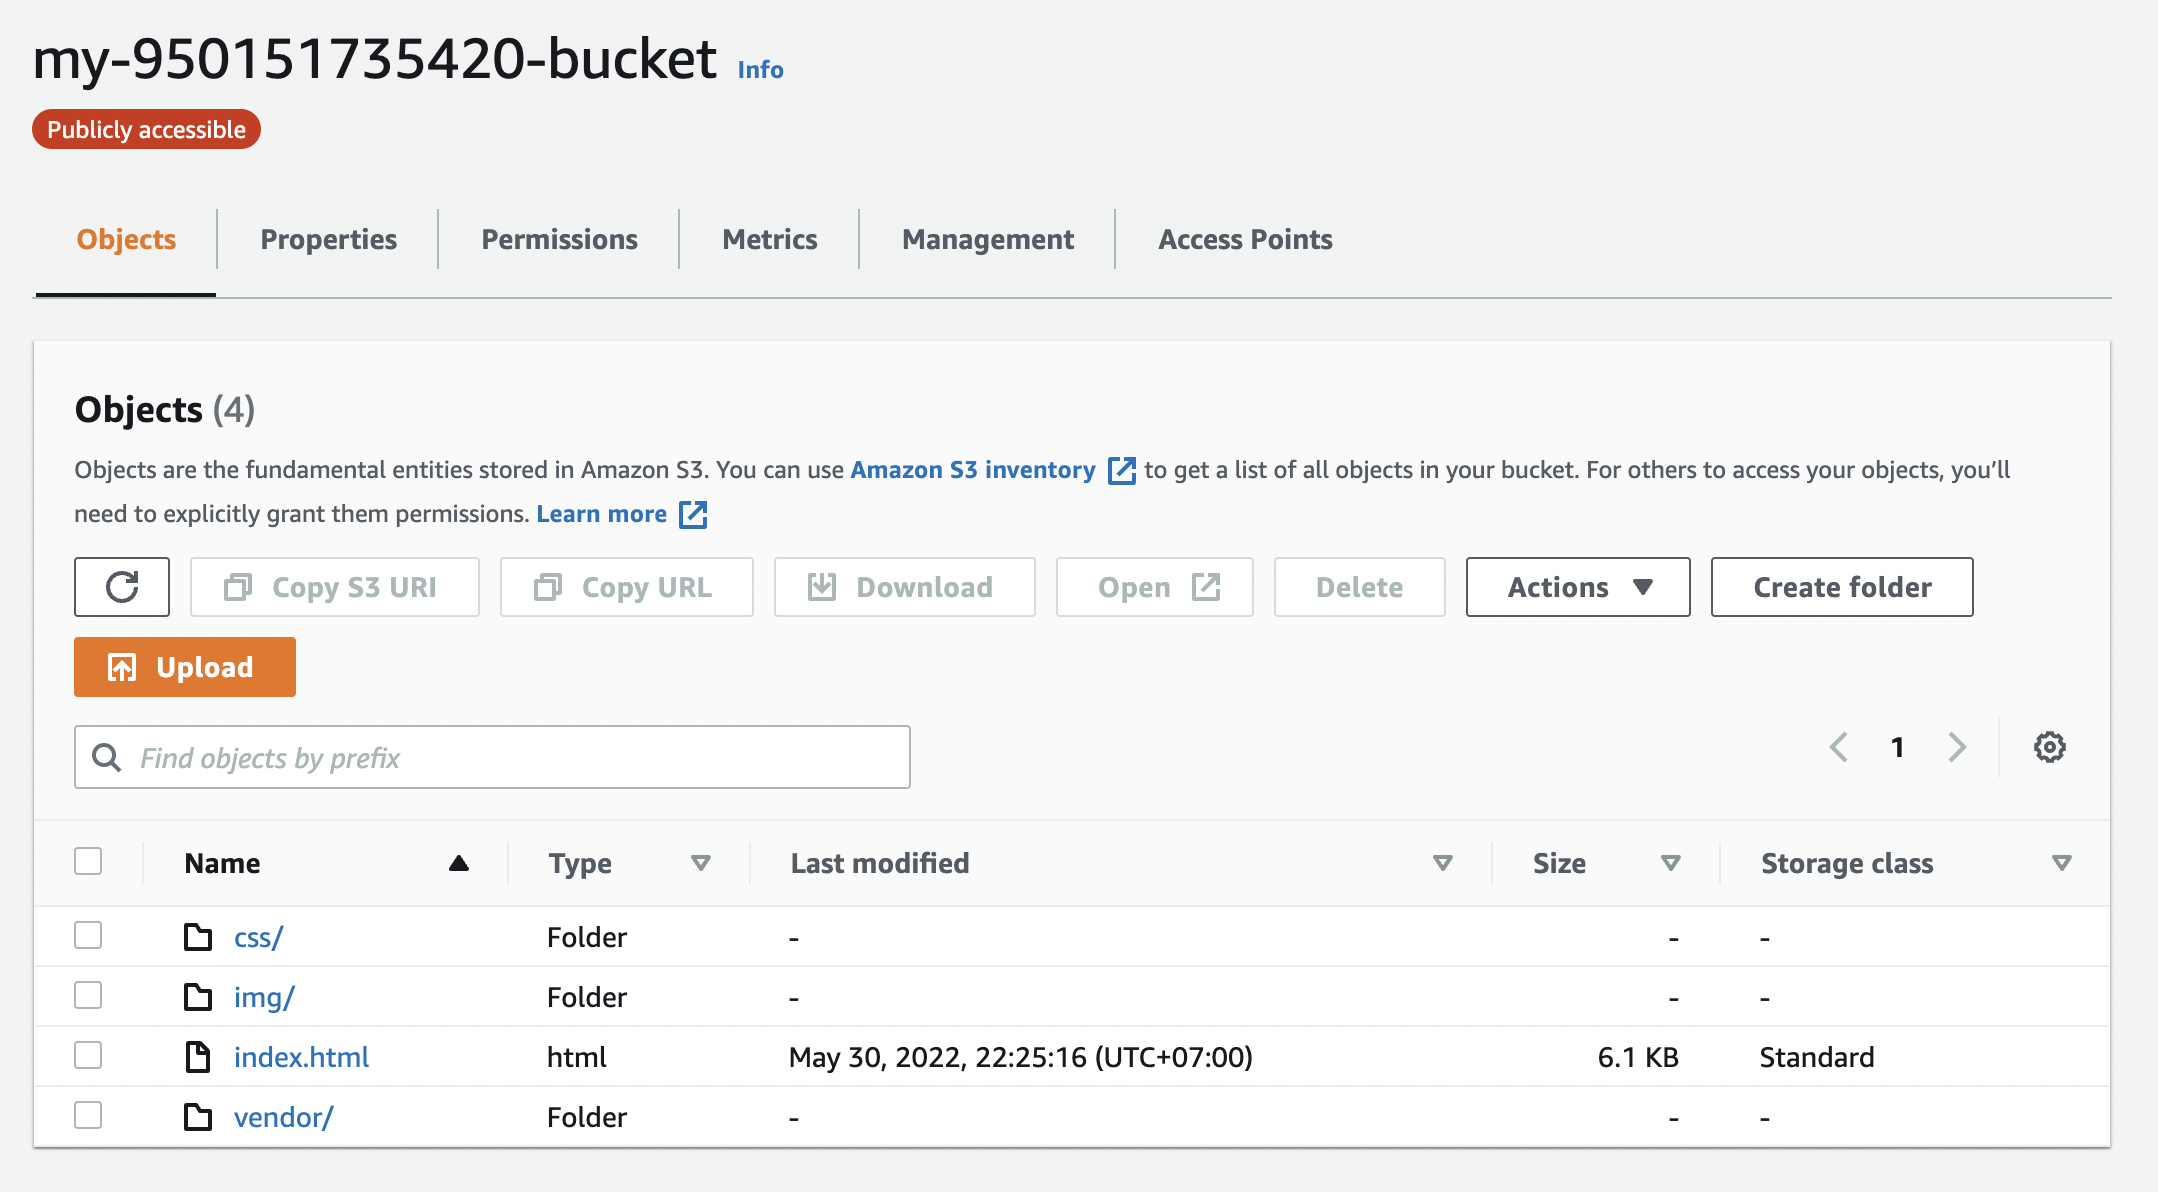 my-950151735420-bucket Info
Publicly accessible
Objects Properties Permissions Metrics Management Access Points
Objects (4)
Objects are the fundamental entities stored in Amazon S3. You can use Amazon S3 inventory to get a list of all objects in your bucket. For others to access your objects, you’ll
need to explicitly grant them permissions. Learn more
Copy S3 URI Copy URL Download Open Delete Actions Create folder
Upload
Find objects by prefix
1
Name Type Last modified Size Storage class
css/ Folder - - -
img/ Folder - - -
index.html html May 30, 2022, 22:25:16 (UTC+07:00) 6.1 KB Standard
vendor/ Folder - - -